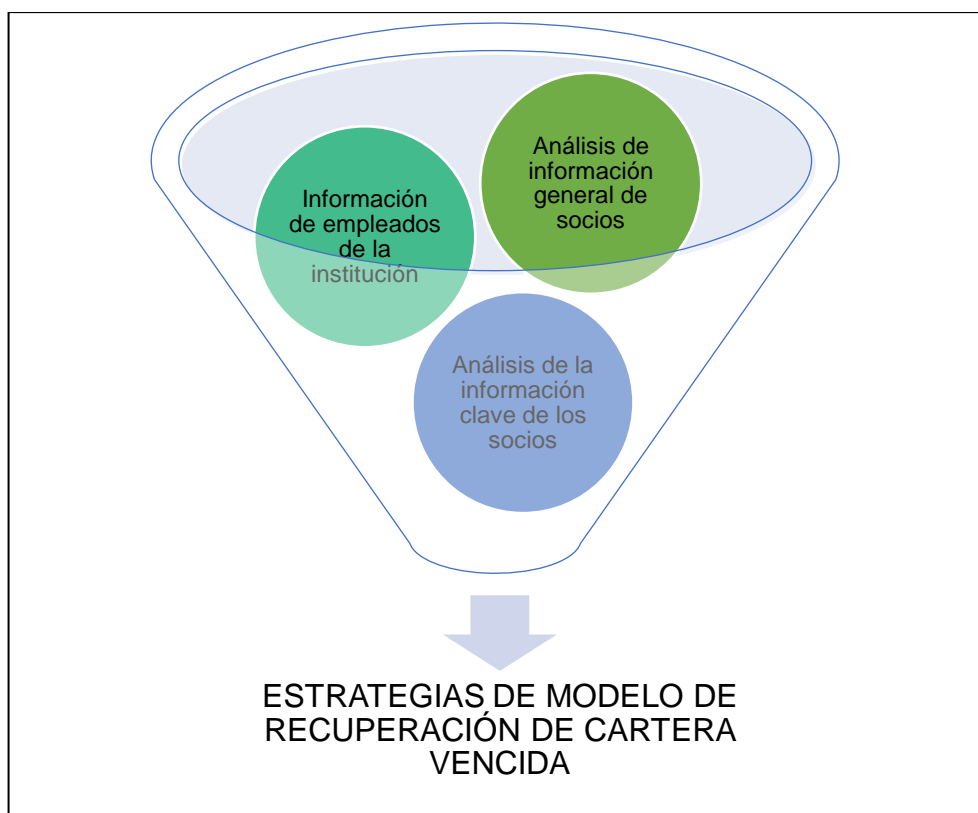 Análisis de
información
general de
socios
Información
de empleados
de la
institución
Análisis de la
información
clave de los
socios
ESTRATEGIAS DE MODELO DE
RECUPERACIÓN DE CARTERA
VENCIDA